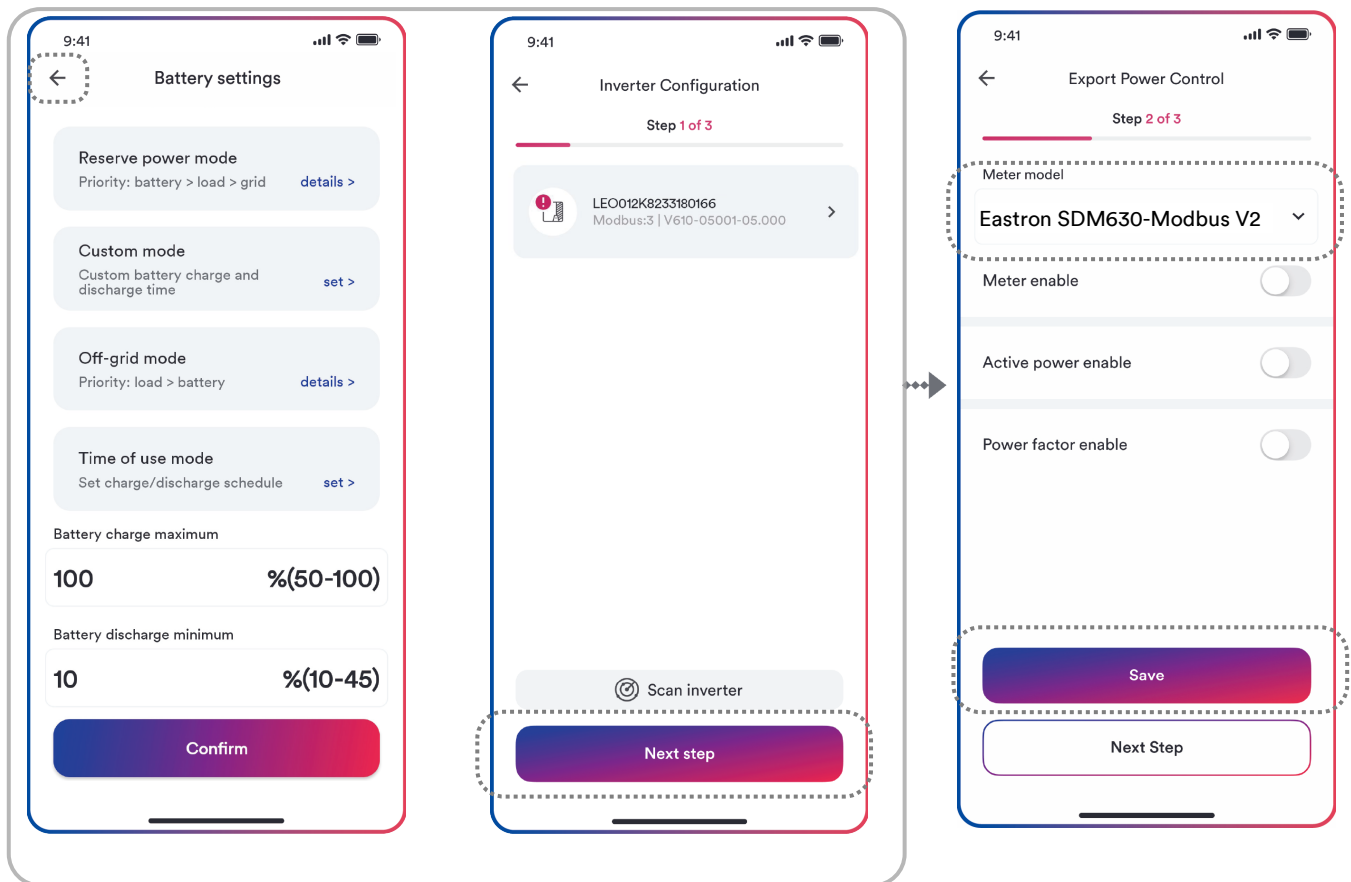 9:41
Battery settings
Reserve power mode
Priority: battery > load > grid details >
Custom mode
Custom battery charge and
discharge time
set >
Off-grid mode
Priority: load > battery details >
Time of use mode
Set charge/discharge schedule set >
Battery charge maximum
100 %(50-100)
Battery discharge minimum
10 %(10-45)
Confirm
9:41
Inverter Configuration
Step 1 of 3
LEO012K8233180166
Modbus:3 | V610-05001-05.000
Scan inverter
Next step
9:41
Export Power Control
Step 2 of 3
Meter model
Eastron SDM630-Modbus V2
Meter enable
Active power enable
Power factor enable
Save
Next Step